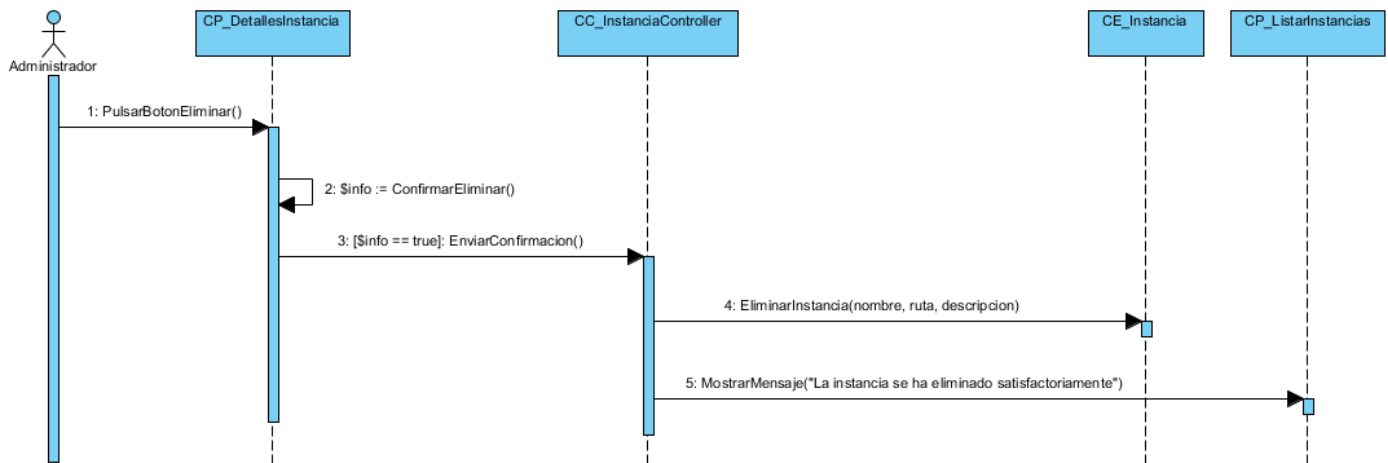 CP_DetallesInstancia
CC_InstanciaController
CE_Instancia
CP_ListarInstancias
Administrador
1: PulsarBotonEliminar()
2: $info := ConfirmarEliminar()
3: [$info == true]: EnviarConfirmacion()
4: EliminarInstancia(nombre, ruta, descripcion)
5: MostrarMensaje("La instancia se ha eliminado satisfactoriamente")